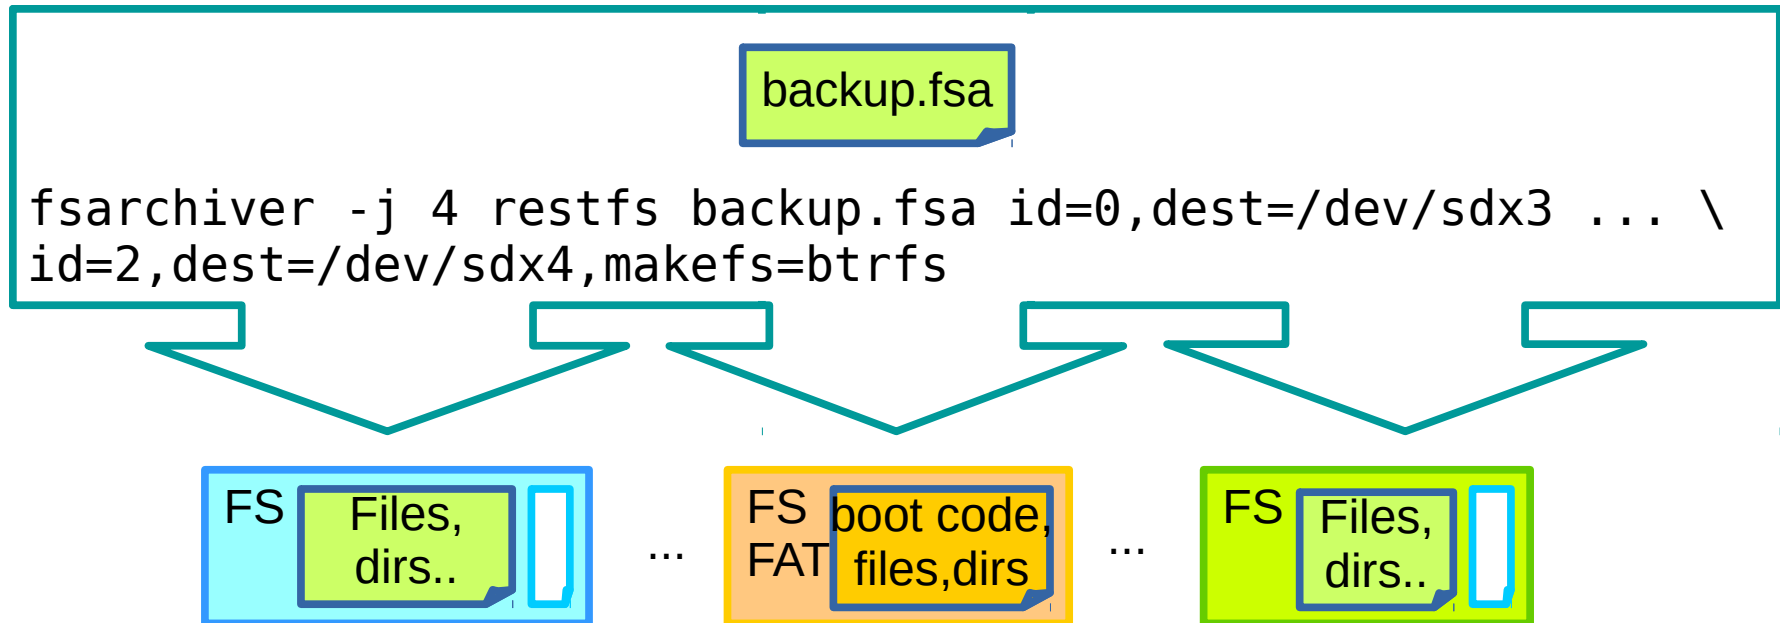 backup.fsa
fsarchiver -j 4 restfs backup.fsa id=0,dest=/dev/sdx3 ... \
id=2,dest=/dev/sdx4,makefs=btrfs
FS
Files,
dirs..
...
FS
FAT
boot code,
files,dirs
...
FS
Files,
dirs..